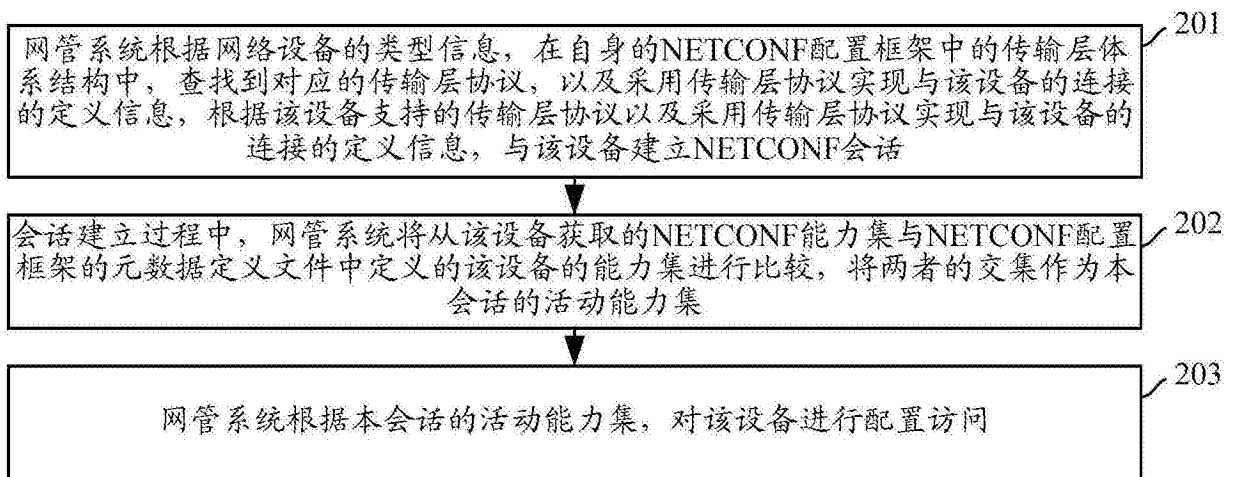 201
网管系统根据网络设备的类型信息，在自身的NETCONF配置框架中的传输层体
系结构中，查找到对应的传输层协议，以及采用传输层协议实现与该设备的连接
的定义信息，根据该设备支持的传输层协议以及采用传输层协议实现与该设备的
连接的定义信息，与该设备建立NETCONF会话
202
会话建立过程中，网管系统将从该设备获取的NETCONF能力集与NETCONF配置
框架的元数据定义文件中定义的该设备的能力集进行比较，将两者的交集作为本
会话的活动能力集
203
网管系统根据本会话的活动能力集，对该设备进行配置访问